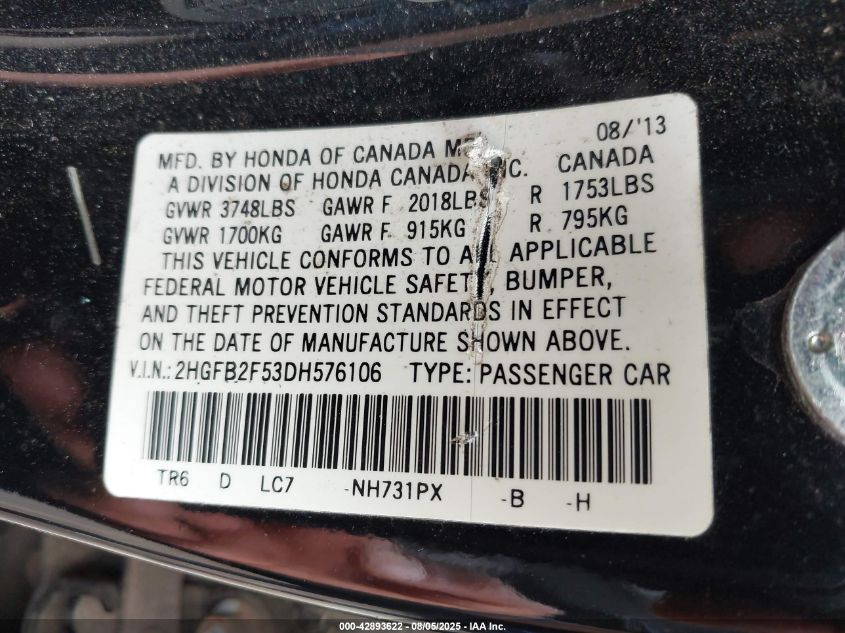 08/'13
MFD. BY HONDA OF CANADA CANADA
A DIVISION OF HONDA CANADA
GVWR 3748LBS GAWR F 2018LBS R 1753LBS
GVWR 1700KG GAWR F 915KG R 795KG
THIS VEHICLE CONFORMS TO ALL APPLICABLE
FEDERAL MOTOR VEHICLE SAFETY, BUMPER,
AND THEFT PREVENTION STANDARDS IN EFFECT
ON THE DATE OF MANUFACTURE SHOWN ABOVE.
V.I.N.: 2HGFB2F53DH576106 TYPE: PASSENGER CAR
TR6 D LC7 -NH731PX -B -H
000-42893622 - 08/05/2025 - IAA Inc.